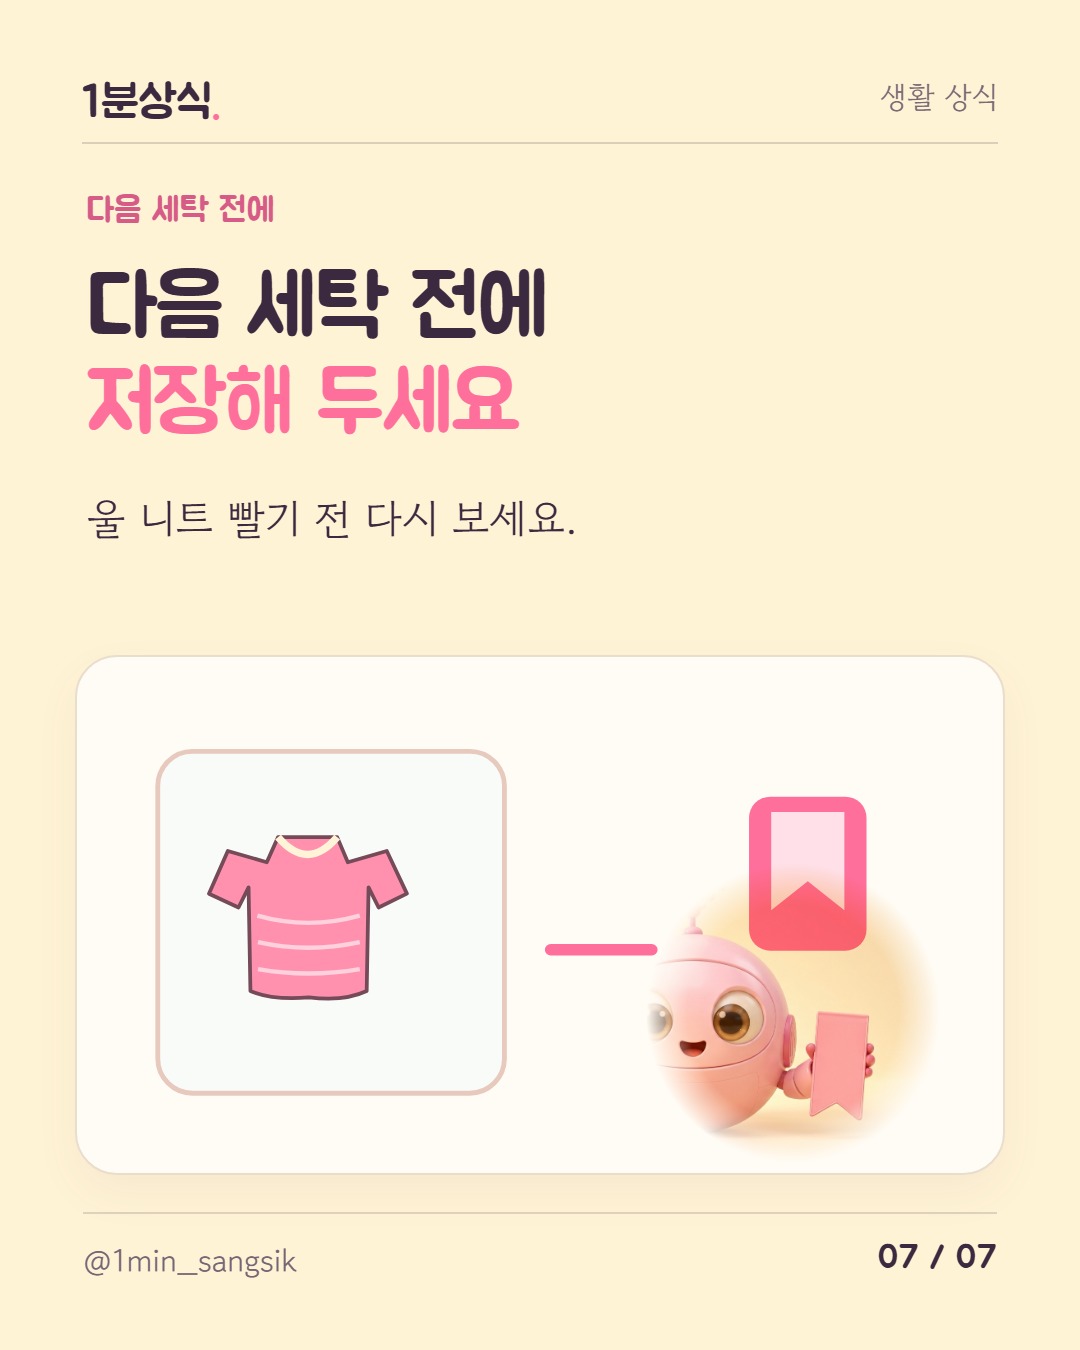 1분상식.
생활 상식
다음 세탁 전에
다음 세탁 전에
저장해 두세요
울 니트 빨기 전 다시 보세요.
@1min_sangsik
07 / 07